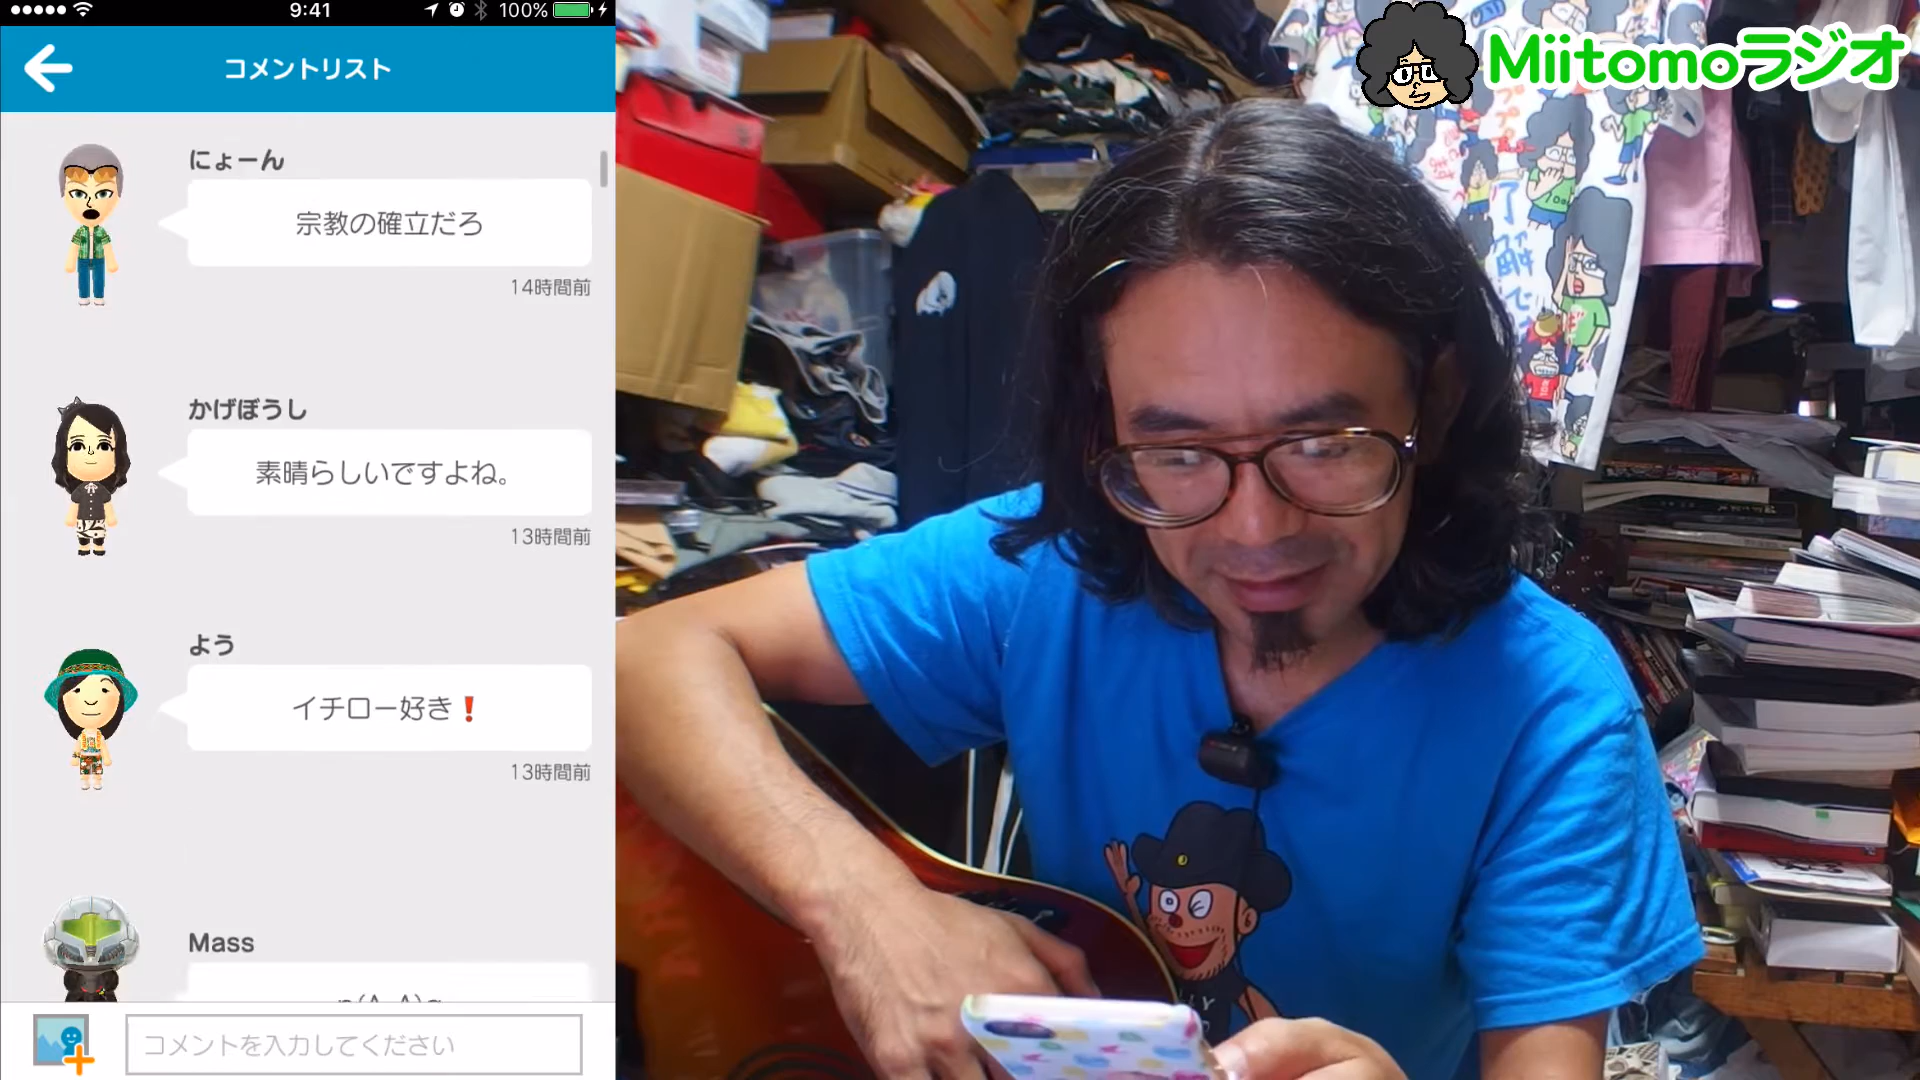 9:41
100%
コメントリスト
にょーん
宗教の確立だろ
14時間前
かげぼうし
素晴らしいですよね。
13時間前
よう
イチロー好き❗
13時間前
Mass
コメントを入力してください
Miitomoラジオ
了解で